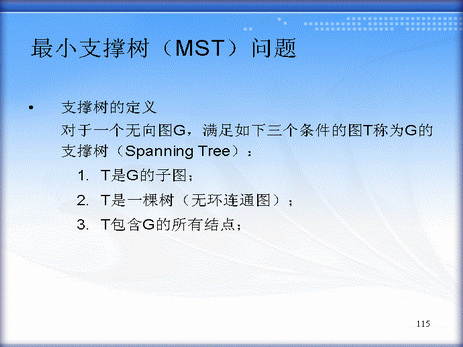 最小支撑树（MST）问题
• 支撑树的定义
对于一个无向图G，满足如下三个条件的图T称为G的
支撑树（Spanning Tree）：
1. T是G的子图；
2. T是一棵树（无环连通图）；
3. T包含G的所有结点；
115